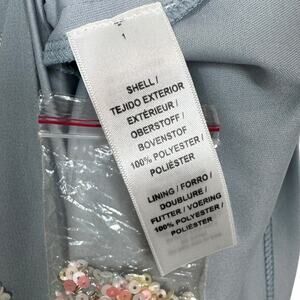 1
SHELL /
TEJIDO EXTERIOR
EXTÉRIEUR /
OBERSTOFF /
BOVENSTOF
100% POLYESTER /
POLIÉSTER
LINING / FORRO /
DOUBLURE /
FUTTER / VOERING /
100% POLYESTER /
POLIÉSTER